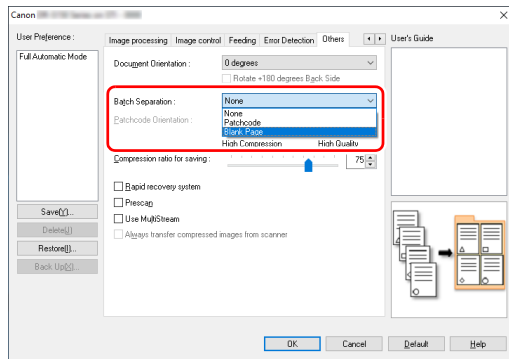 Canon
User Preference :
Full Automatic Mode
Save(Y)...
Delete(J)
Restore(I)...
Back Up(K)...
Image processing Image control Feeding Error Detection Others
Document Orientation : 0 degrees
Rotate +180 degrees Back Side
Batch Separation : None
None
Patchcode Orientation : Patchcode
Blank Page
High Compression High Quality
Compression ratio for saving : 75
Rapid recovery system
Prescan
Use MultiStream
Always transfer compressed images from scanner
User's Guide
OK Cancel Default Help